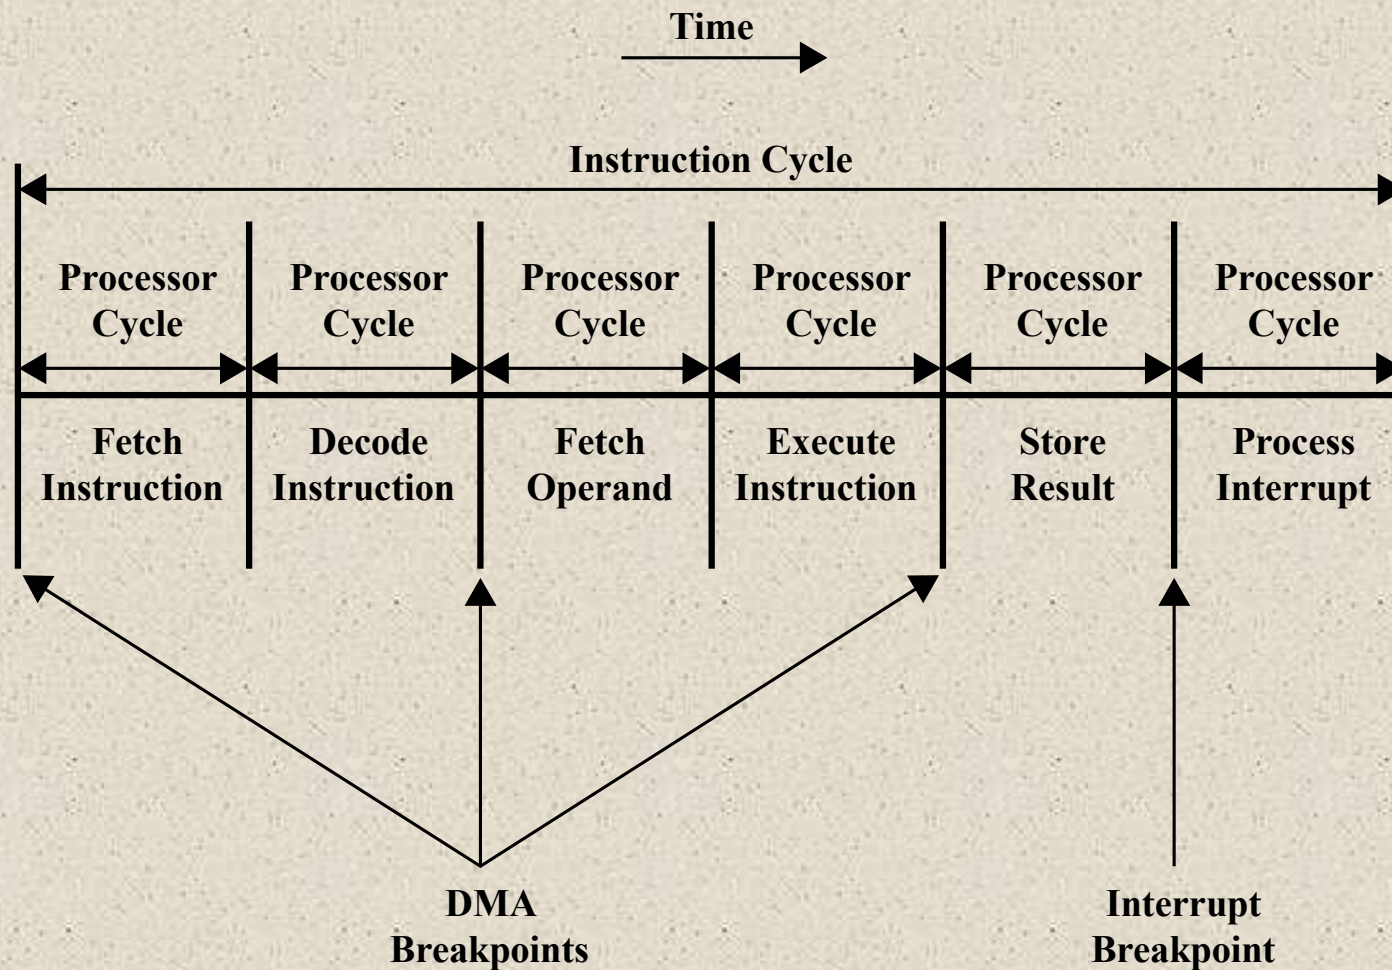 Time
Instruction Cycle
Processor
Cycle
Processor
Cycle
Processor
Cycle
Processor
Cycle
Processor
Cycle
Processor
Cycle
Fetch
Instruction
Decode
Instruction
Fetch
Operand
Execute
Instruction
Store
Result
Process
Interrupt
DMA
Breakpoints
Interrupt
Breakpoint